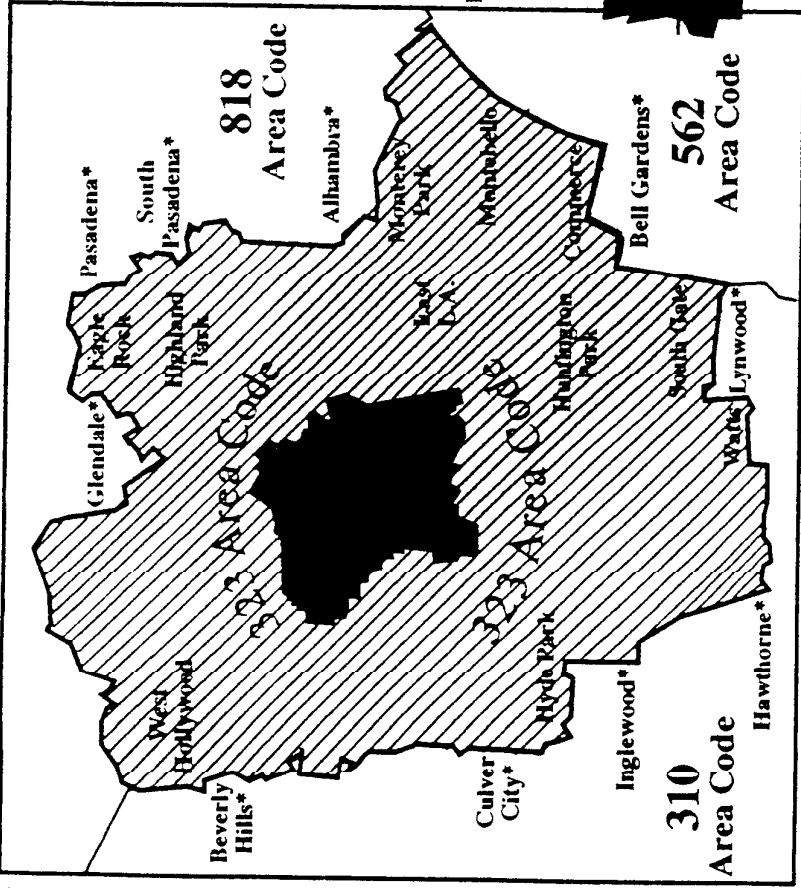 Pasadena*
South
Pasadena*
818
Area Code
Alhambra*
Glendale*
Eagle
Rock
Highland
Park
323 Area Code
West
Hollywood
Beverly
Hills*
Monterey
Park
Montebello
East
L.A.
Commerce
Bell Gardens*
562
Area Code
323 Area Code
Huntington
Park
South Gate
Lynwood*
Watts
Hyde Park
Culver
City*
Inglewood*
310
Area Code
Hawthorne*